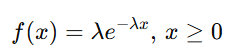 f(x) = λe^{−λx}, x ≥ 0